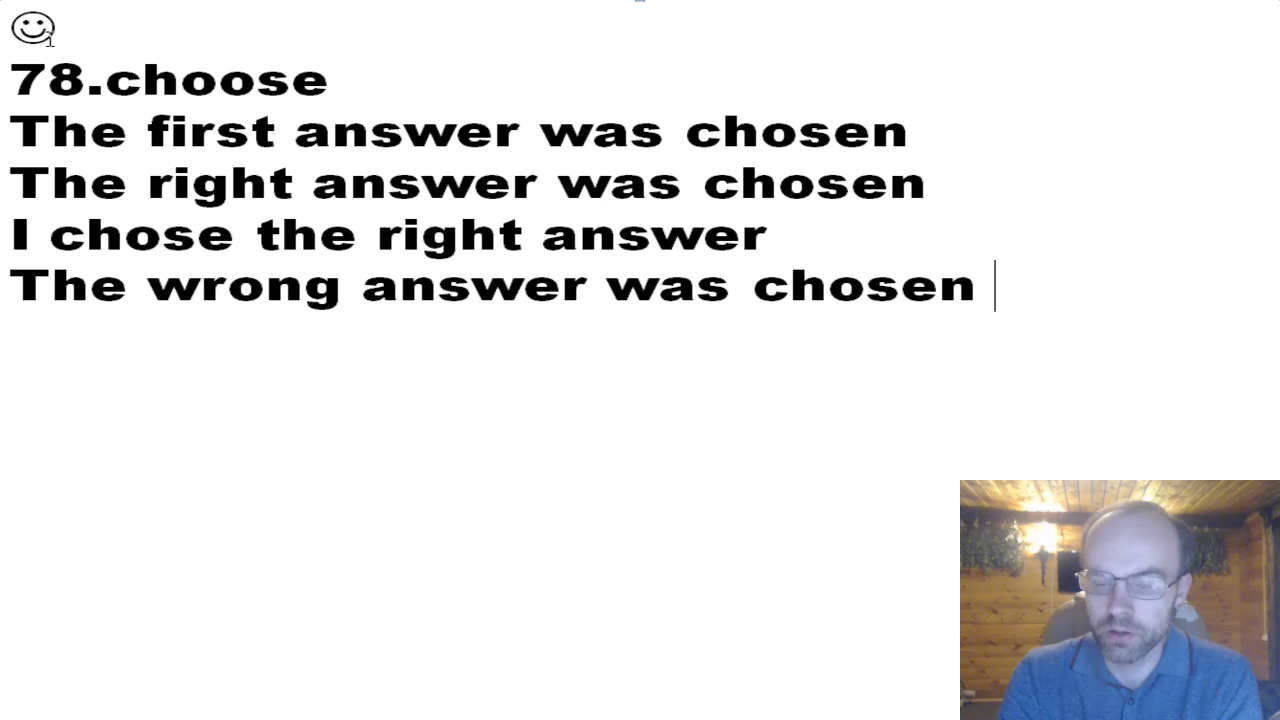 78.choose
The first answer was chosen
The right answer was chosen
I chose the right answer
The wrong answer was chosen